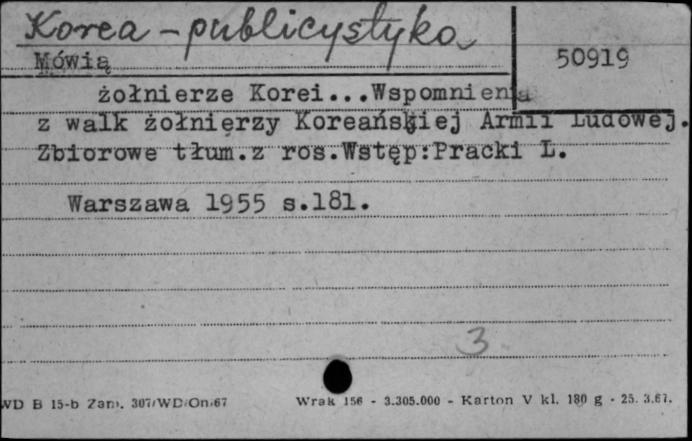 Korea - publicystyka
Mówią
50919
żołnierze Korei...Wspomnienia
z walk żołnierzy Koreańskiej Armii Ludowej.
Zbiorowe tłum.z ros.Wstęp:Pracki L.
Warszawa 1955 s.181.
3
WD B 15-b Zam. 307/WD/On/67
Wrak 156 - 3.305.000 - Karton V kl. 180 g - 25. 3.67.